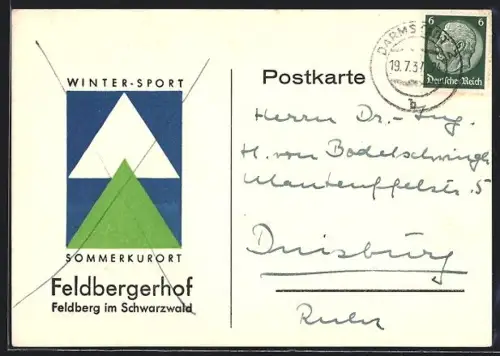 WINTER-SPORT
SOMMERKURORT
Feldbergerhof
Feldberg im Schwarzwald
Postkarte
DARMSTADT
19.7.37
b
6 6
Deutsches Reich
Herrn Dr.-Ing.
H. von Bodelschwingh
Manteuffelstr. 5
Duisburg
Ruhr